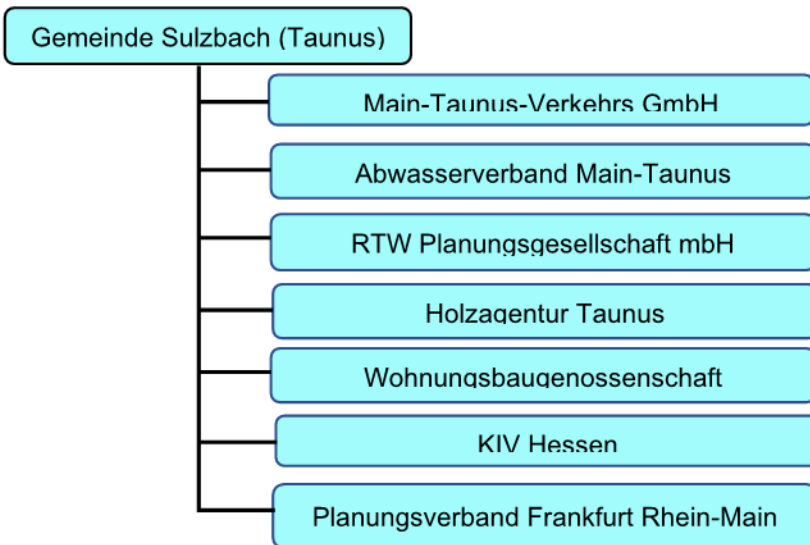 Gemeinde Sulzbach (Taunus)
Main-Taunus-Verkehrs GmbH
Abwasserverband Main-Taunus
RTW Planungsgesellschaft mbH
Holzagentur Taunus
Wohnungsbaugenossenschaft
KIV Hessen
Planungsverband Frankfurt Rhein-Main